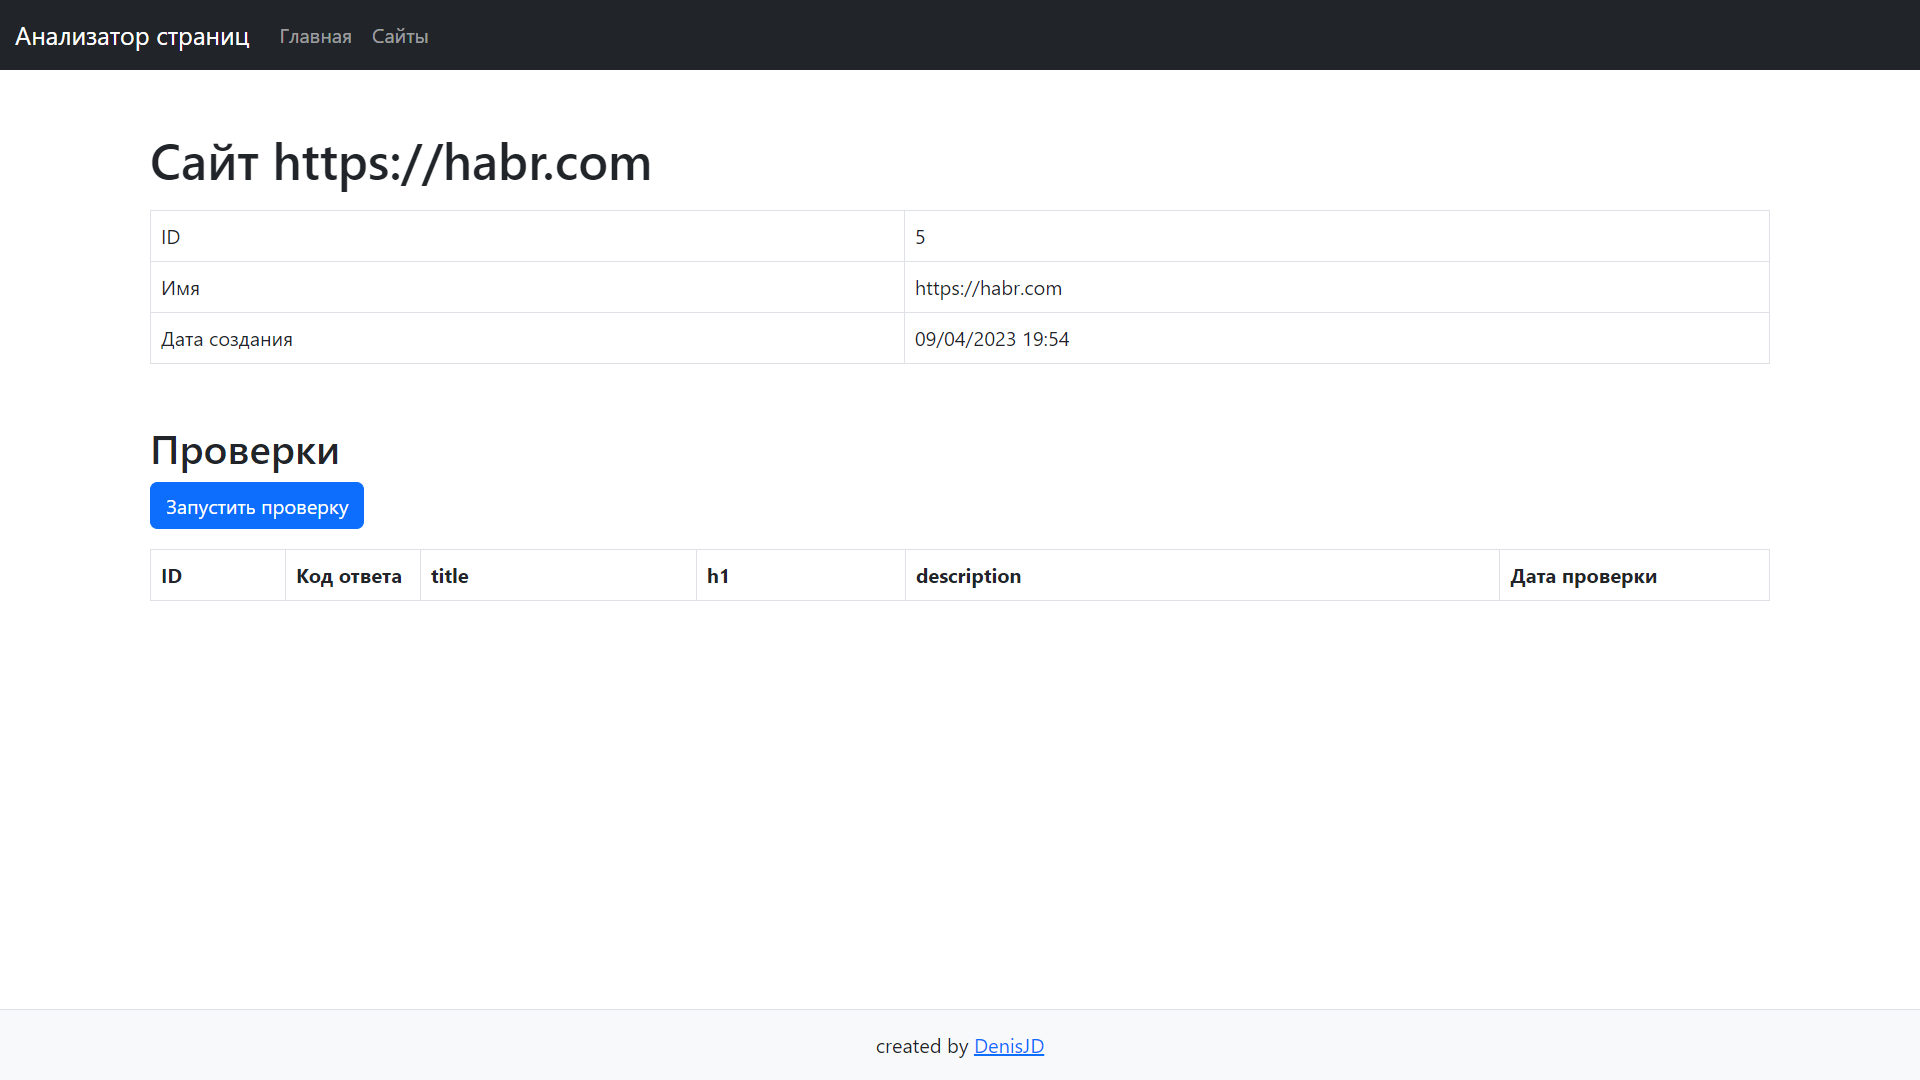 Анализатор страниц Главная Сайты
Сайт https://habr.com
ID 5
Имя https://habr.com
Дата создания 09/04/2023 19:54
Проверки
Запустить проверку
ID Код ответа title h1 description Дата проверки
created by DenisJD